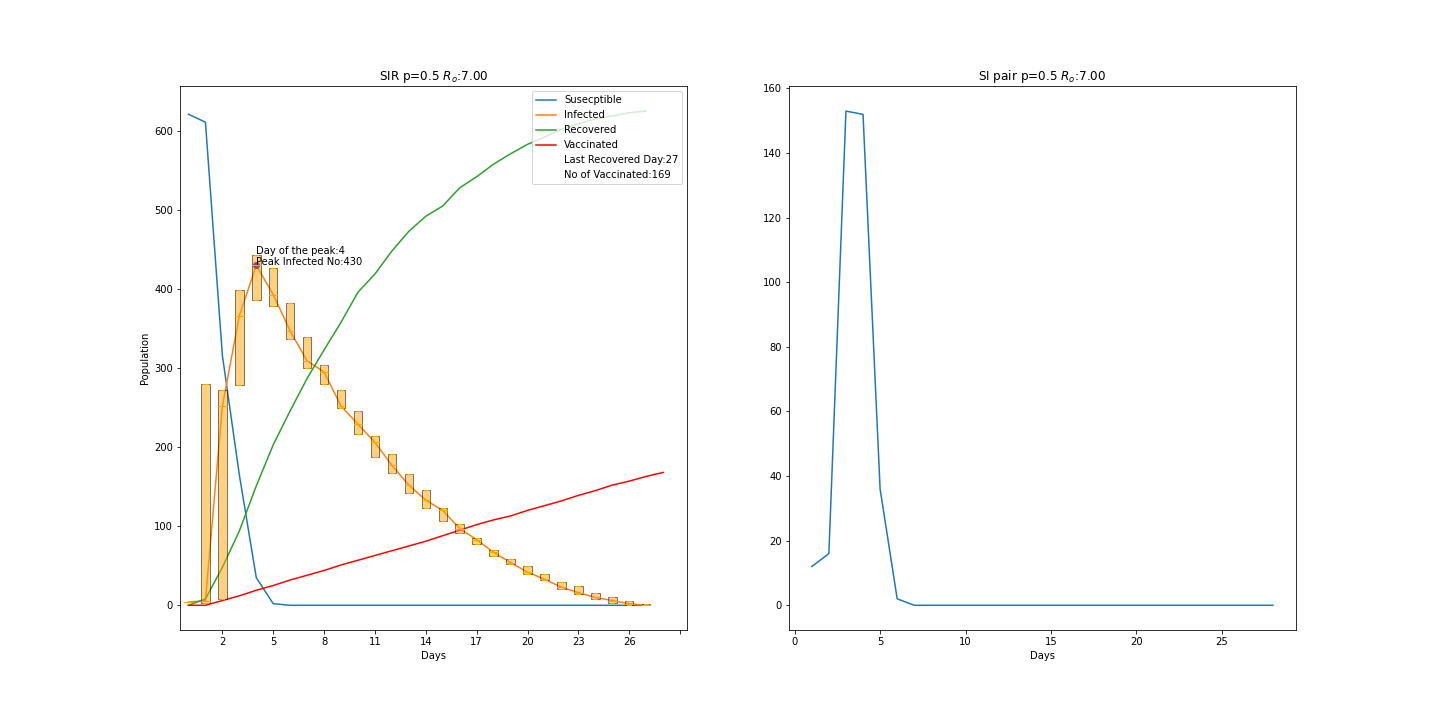 SIR p=0.5 Rₒ:7.00
Susecptible
Infected
Recovered
Vaccinated
Last Recovered Day:27
No of Vaccinated:169
Day of the peak:4
Peak Infected No:430
Population
600
500
400
300
200
100
0
2 5 8 11 14 17 20 23 26
Days
SI pair p=0.5 Rₒ:7.00
160
140
120
100
80
60
40
20
0
0 5 10 15 20 25
Days